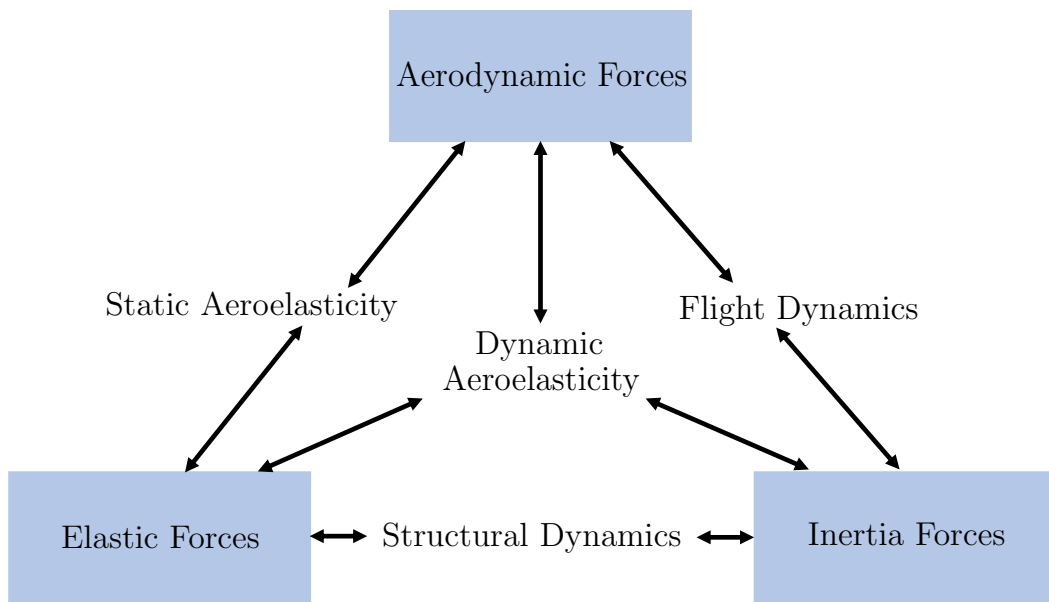 Aerodynamic Forces
Static Aeroelasticity
Flight Dynamics
Dynamic
Aeroelasticity
Elastic Forces
Structural Dynamics
Inertia Forces